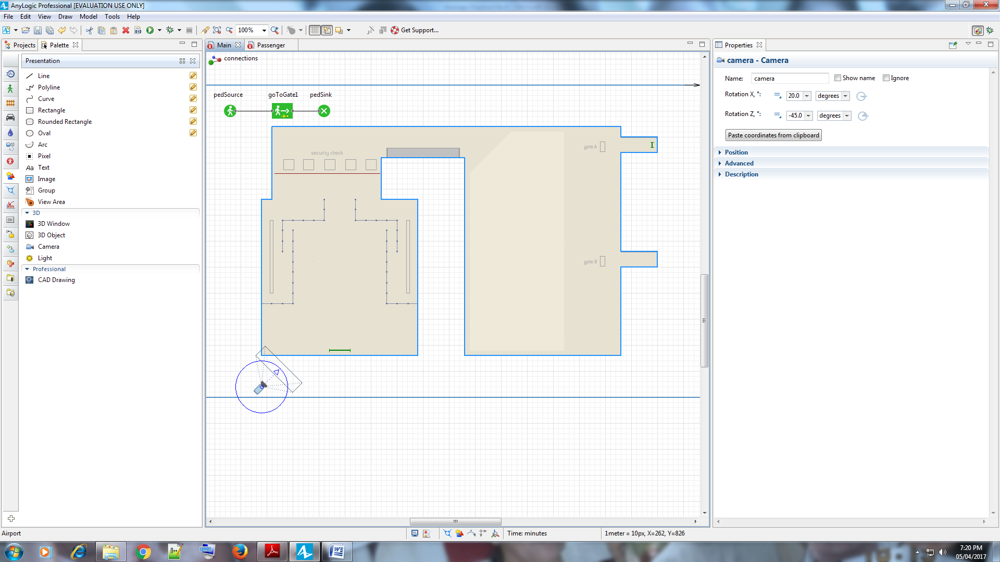 AnyLogic Professional [EVALUATION USE ONLY]
File Edit View Draw Model Tools Help
100%
Get Support...
Projects
Palette
Main
Passenger
Properties
Presentation
Line
Polyline
Curve
Rectangle
Rounded Rectangle
Oval
Arc
Pixel
Text
Image
Group
View Area
3D
3D Window
3D Object
Camera
Light
Professional
CAD Drawing
connections
pedSource
goToGate1
pedSink
security check
gate A
gate B
camera - Camera
Name:
camera
Show name
Ignore
Rotation X, °:
20.0
degrees
Rotation Z, °:
-45.0
degrees
Paste coordinates from clipboard
Position
Advanced
Description
Airport
Time: minutes
1meter = 10px, X=262, Y=826
7:20 PM
05/04/2017